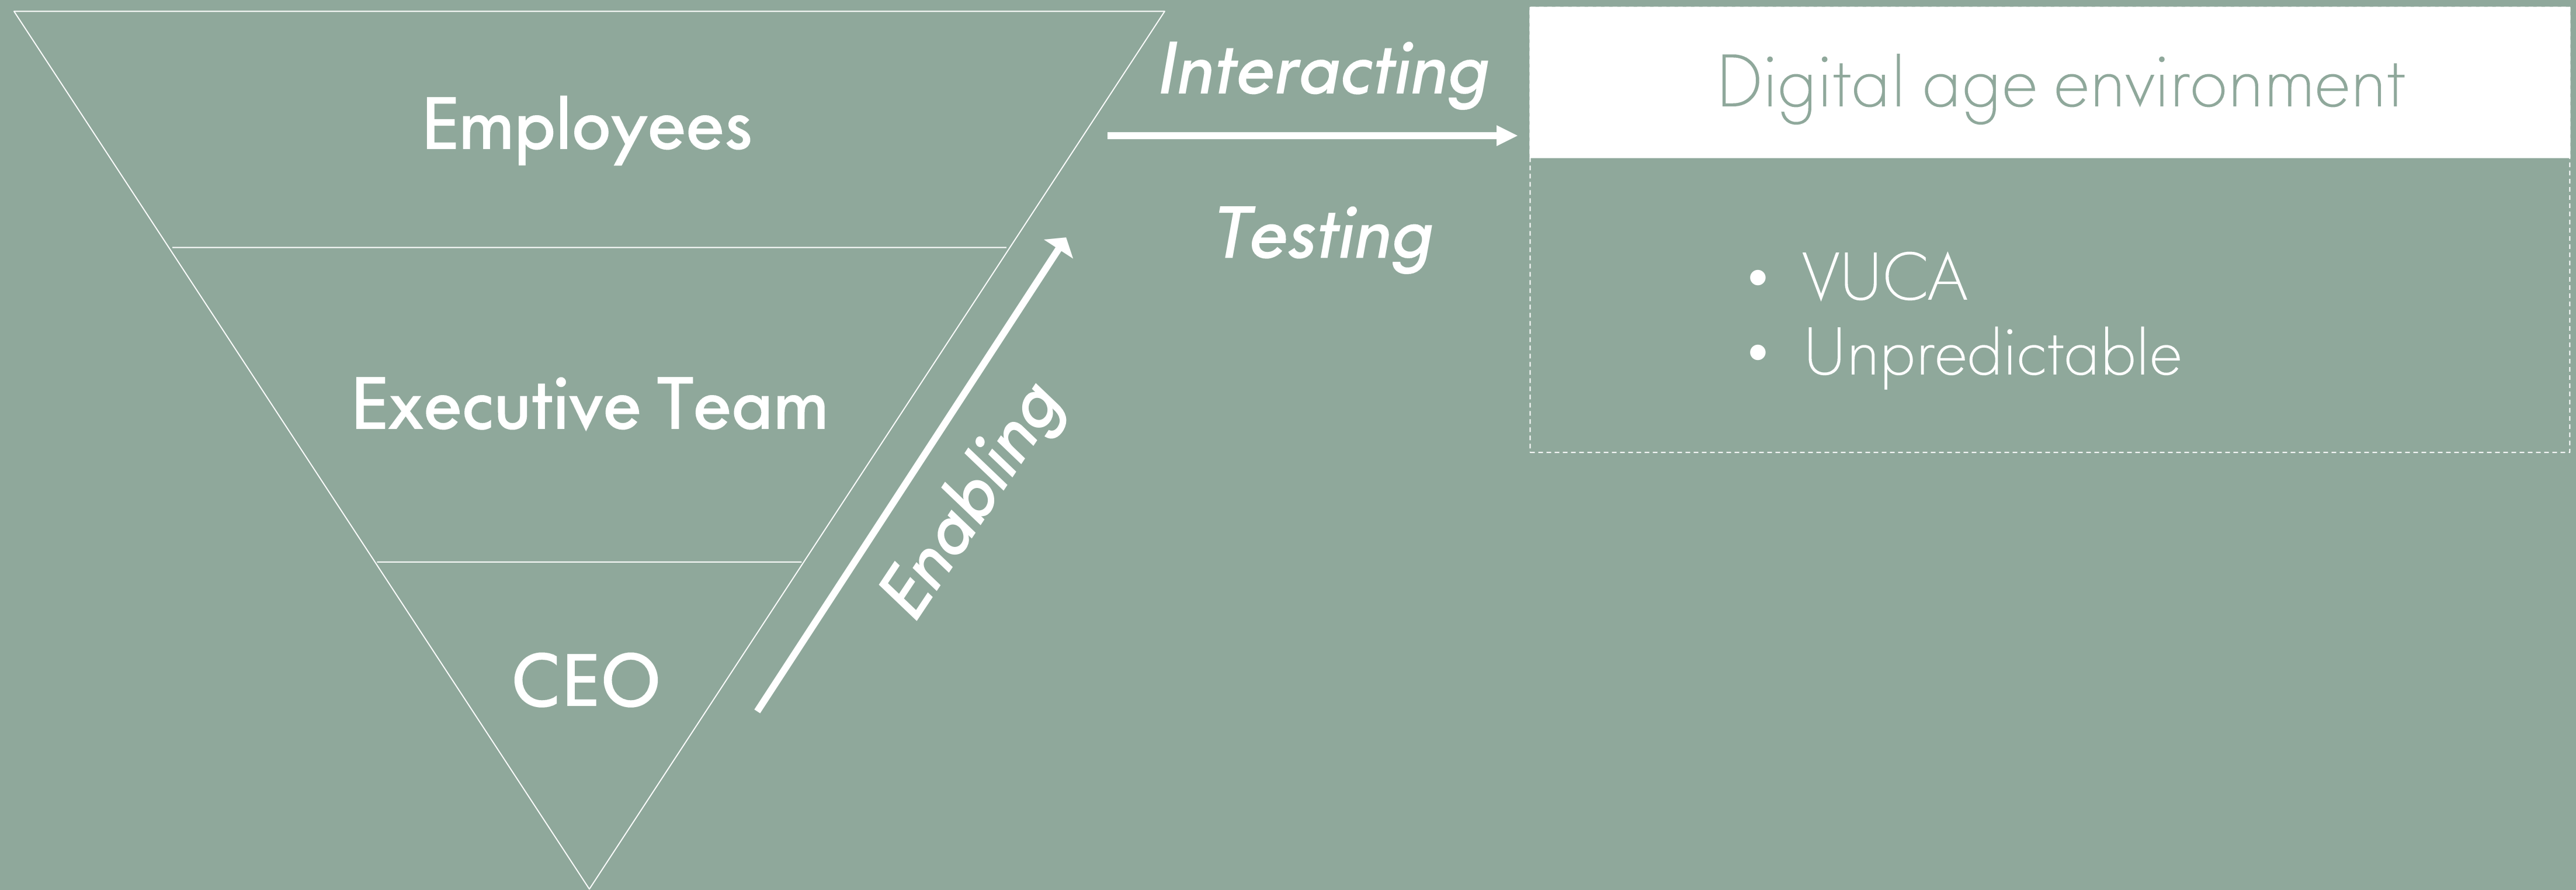 Employees
Executive Team
CEO
Enabling
Interacting
Testing
Digital age environment
• VUCA
• Unpredictable